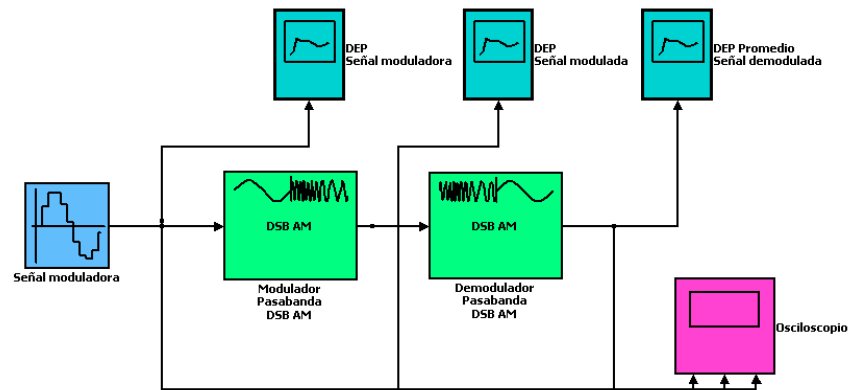 DEP
Señal moduladora
DEP
Señal modulada
DEP Promedio
Señal demodulada
DSB AM
DSB AM
Señal moduladora
Modulador
Pasabanda
DSB AM
Demodulador
Pasabanda
DSB AM
Osciloscopio